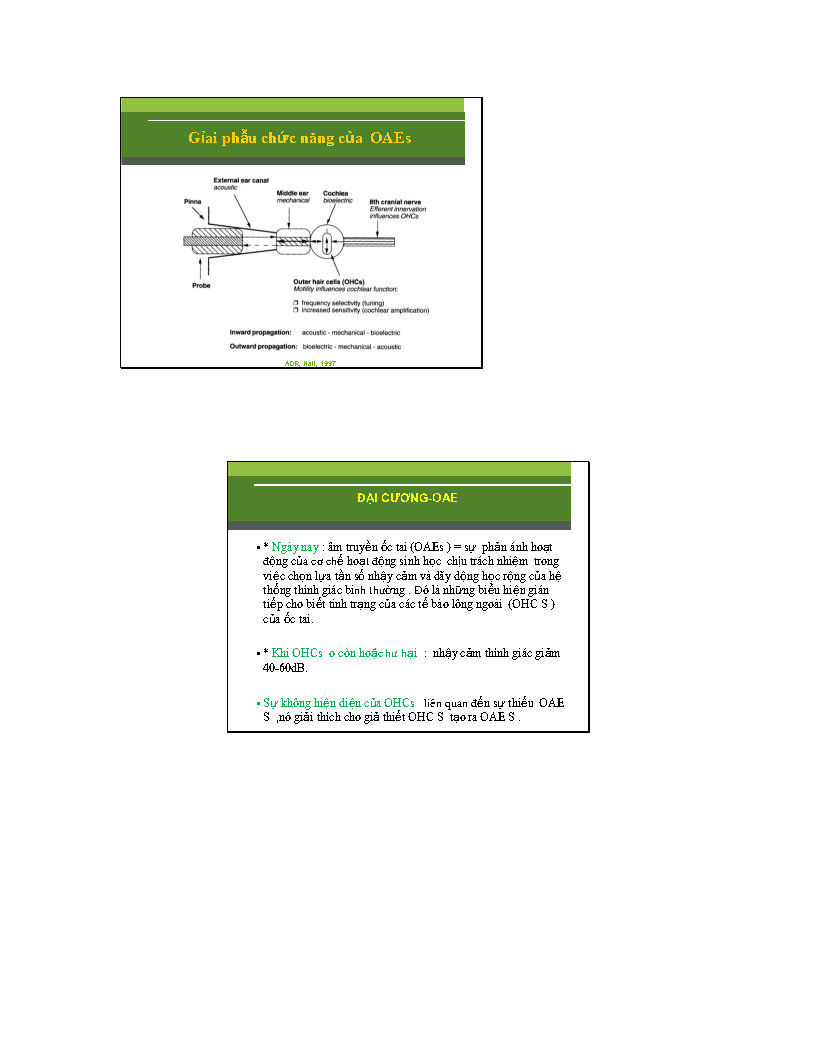 Gỉai phẫu chức năng của OAEs
External ear canal
acoustic
Middle ear
mechanical
Cochlea
bioelectric
Pinna
8th cranial nerve
Efferent innervation
influences OHCs
Probe
Outer hair cells (OHCs)
Motility influences cochlear function:
❒ frequency selectivity (tuning)
❒ increased sensitivity (cochlear amplification)
Inward propagation: acoustic - mechanical - bioelectric
Outward propagation: bioelectric - mechanical - acoustic
ADR, Hall, 1997
ĐẠI CƯƠNG-OAE
• * Ngày nay : âm truyền ốc tai (OAEs ) = sự phản ánh hoạt
động của cơ chế hoạt động sinh học chịu trách nhiệm trong
việc chọn lựa tần số nhậy cảm và dãy động học rộng của hệ
thống thính giác bình thường . Đó là những biểu hiện gián
tiếp cho biết tình trạng của các tế bào lông ngoài (OHC S )
của ốc tai.
• * Khi OHCs o còn hoặc hư hại : nhậy cảm thính giác giảm
40-60dB.
• Sự không hiện diện của OHCs liên quan đến sự thiếu OAE
S ,nó giải thích cho giả thiết OHC S tạo ra OAE S .